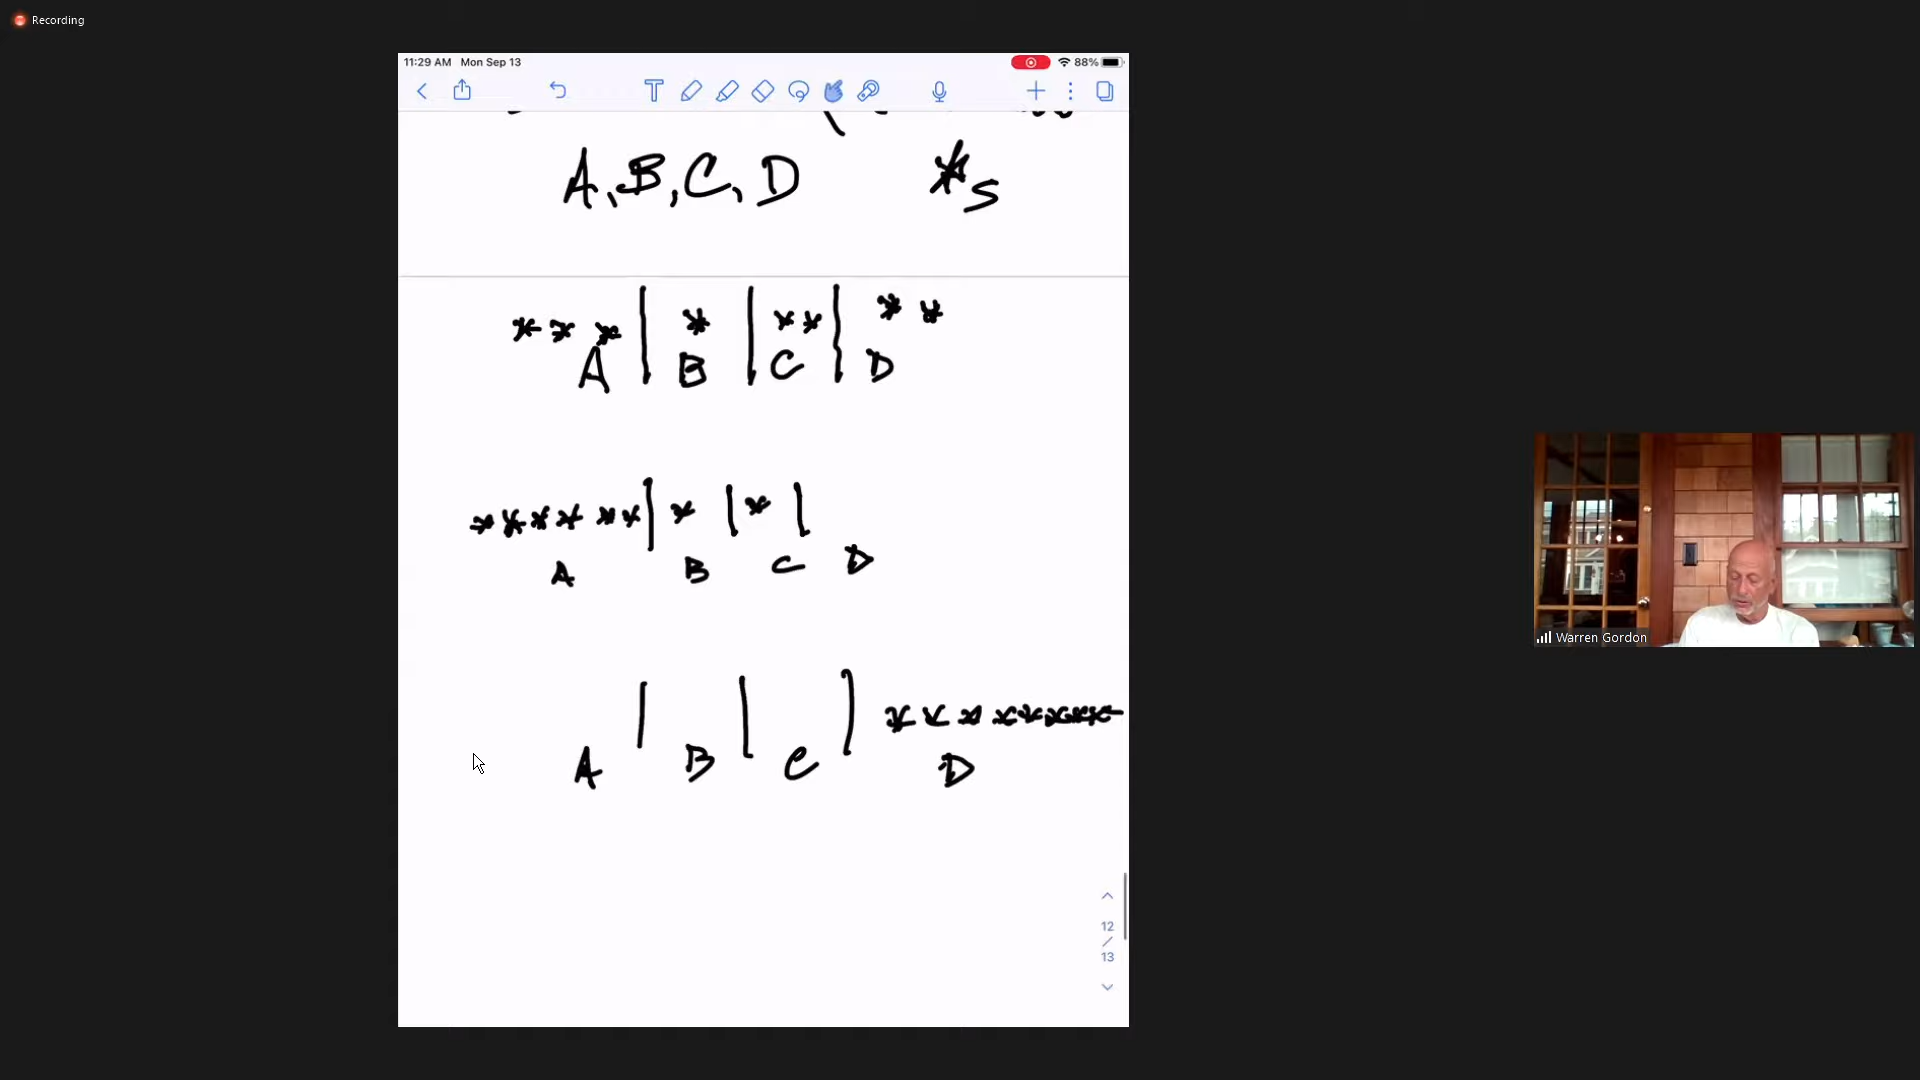 Recording
11:29 AM Mon Sep 13
88%
T
A, B, C, D *s
* * * | * | * * | * *
A B C D
* * * * * * | * | * |
A B C D
| | | * * * * * * * *
A B C D
12
/
13
Warren Gordon